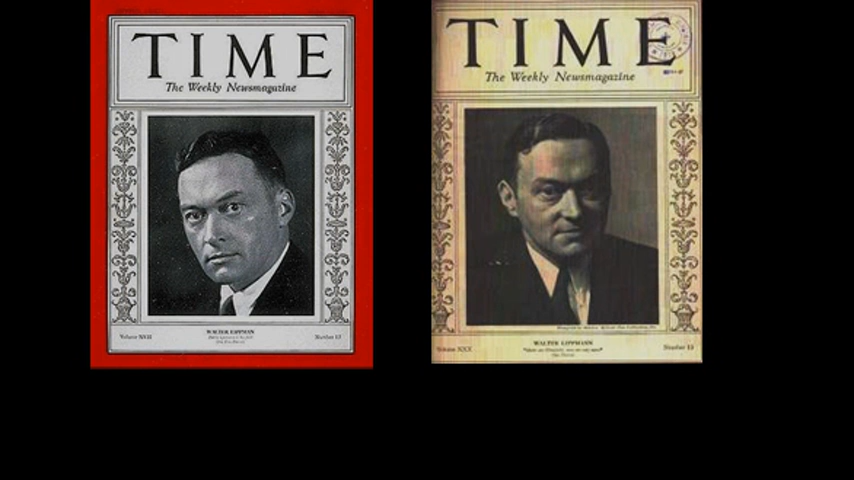 TIME
The Weekly Newsmagazine
WALTER LIPPMANN
Volume XVII
Number 13
TIME
The Weekly Newsmagazine
WALTER LIPPMANN
Volume XXX
Number 13